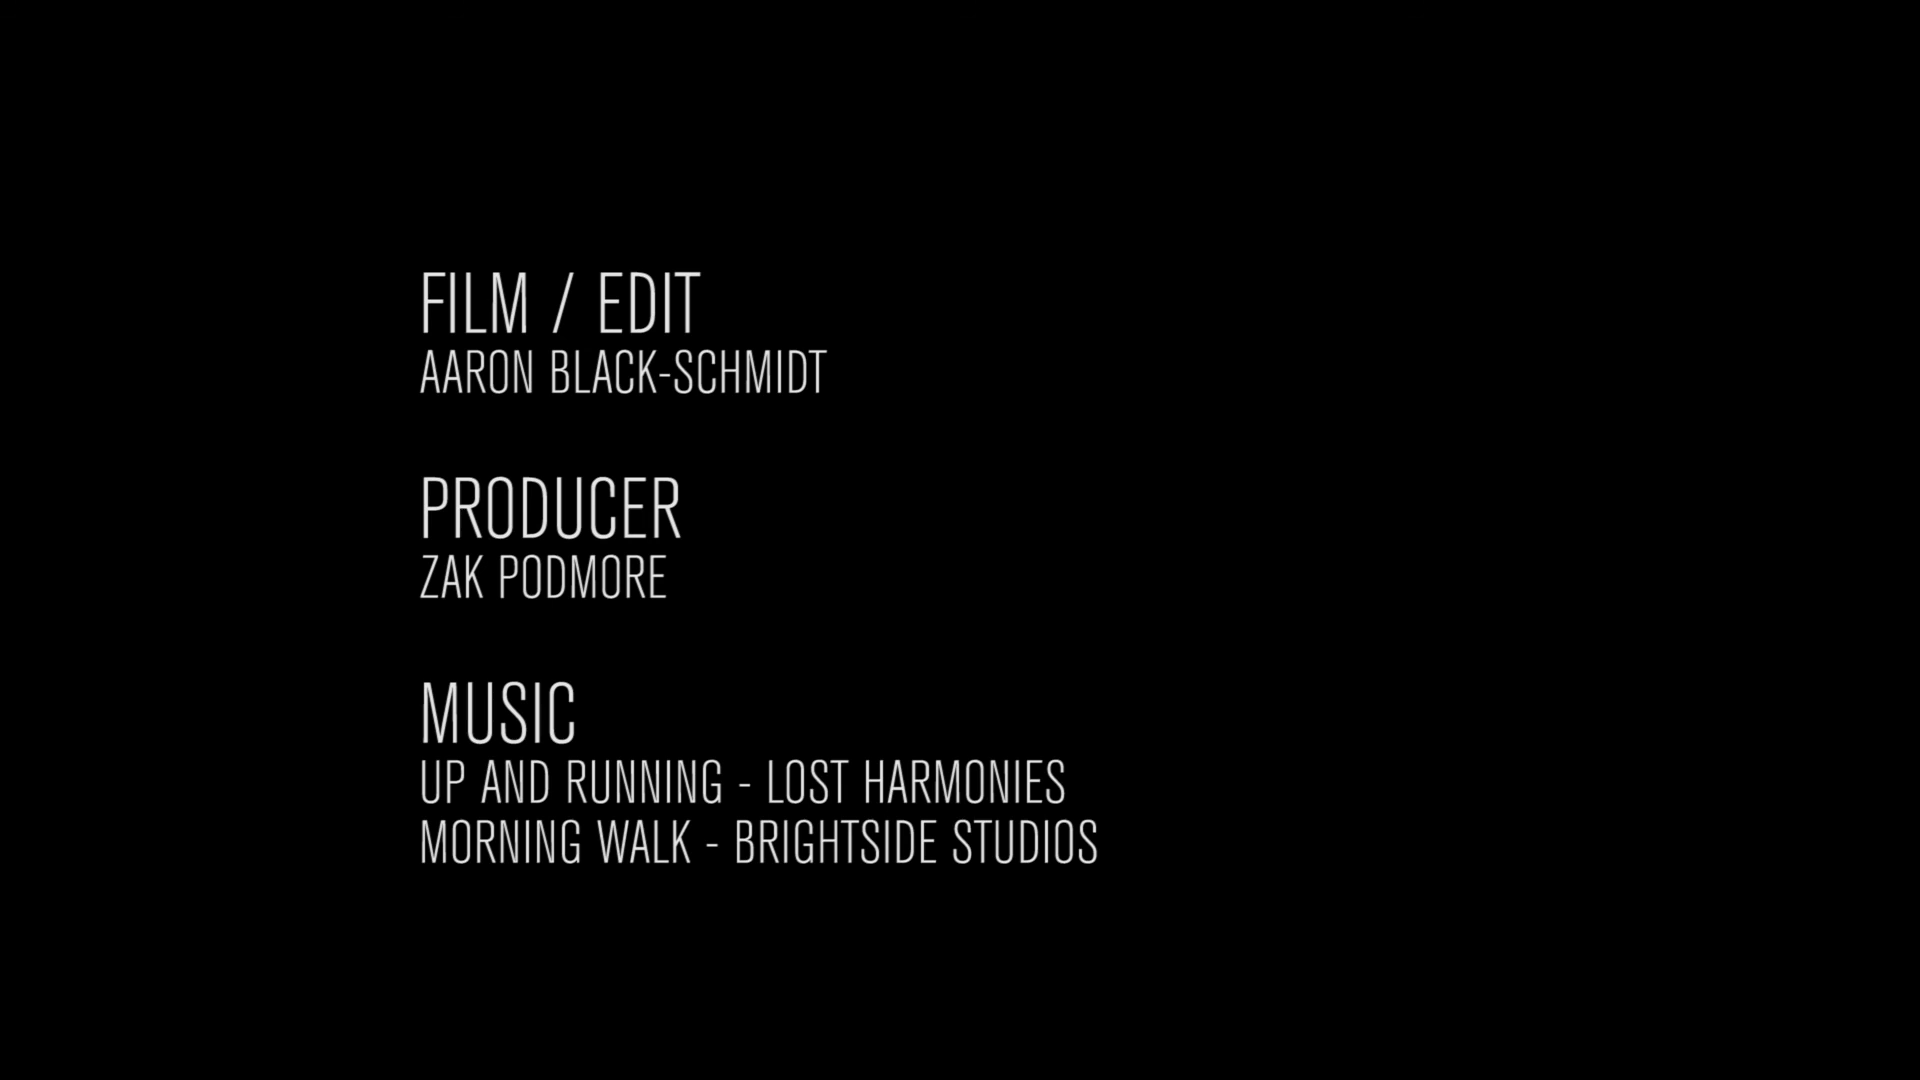 FILM / EDIT
AARON BLACK-SCHMIDT
PRODUCER
ZAK PODMORE
MUSIC
UP AND RUNNING - LOST HARMONIES
MORNING WALK - BRIGHTSIDE STUDIOS